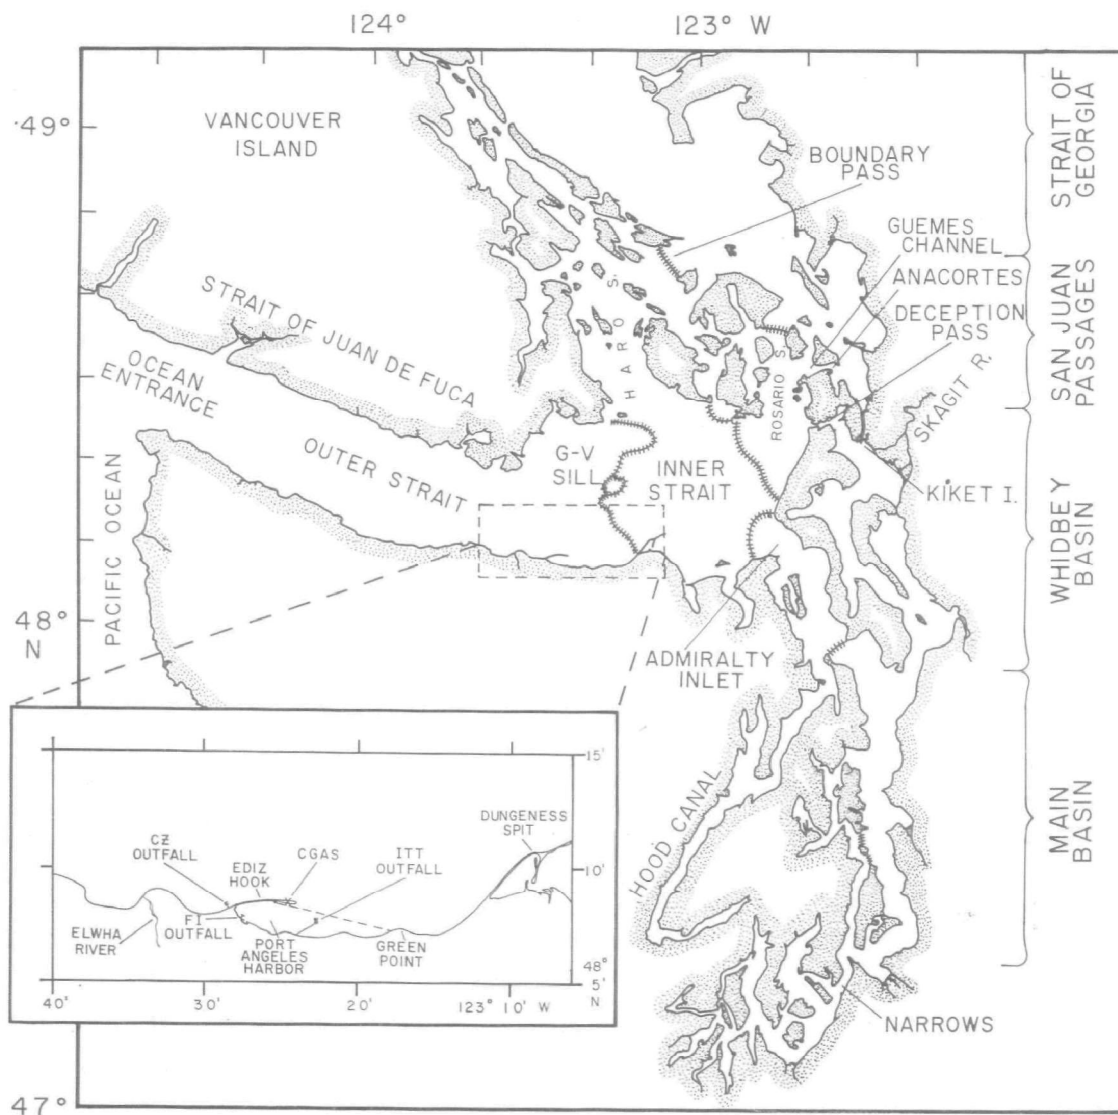 124°
123° W
49°
VANCOUVER
ISLAND
BOUNDARY
PASS
STRAIT OF
GEORGIA
GUEMES
CHANNEL
ANACORTES
DECEPTION
PASS
SAN JUAN
PASSAGES
STRAIT OF JUAN DE FUCA
HARO S.
ROSARIO S.
SKAGIT R.
OCEAN
ENTRANCE
OUTER STRAIT
G-V
SILL
INNER
STRAIT
KIKET I.
WHIDBEY
BASIN
PACIFIC OCEAN
48°
N
ADMIRALTY
INLET
HOOD CANAL
MAIN
BASIN
NARROWS
47°
15'
DUNGENESS
SPIT
CZ
OUTFALL
EDIZ
HOOK
CGAS
ITT
OUTFALL
10'
ELWHA
RIVER
FI
OUTFALL
PORT
ANGELES
HARBOR
GREEN
POINT
48°
5'
N
40'
30'
20'
123° 10' W